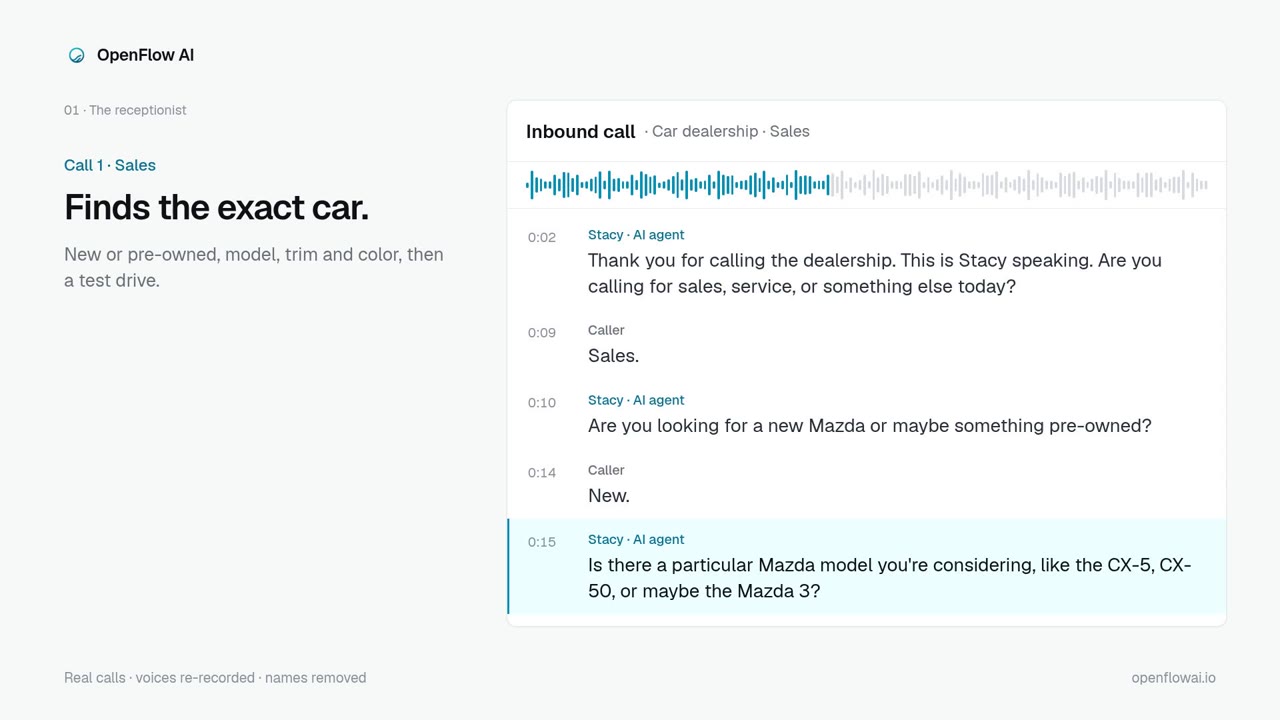 OpenFlow AI
01 · The receptionist
Call 1 · Sales
Finds the exact car.
New or pre-owned, model, trim and color, then
a test drive.
Inbound call · Car dealership · Sales
0:02 Stacy · AI agent
Thank you for calling the dealership. This is Stacy speaking. Are you
calling for sales, service, or something else today?
0:09 Caller
Sales.
0:10 Stacy · AI agent
Are you looking for a new Mazda or maybe something pre-owned?
0:14 Caller
New.
0:15 Stacy · AI agent
Is there a particular Mazda model you're considering, like the CX-5, CX-
50, or maybe the Mazda 3?
Real calls · voices re-recorded · names removed
openflowai.io